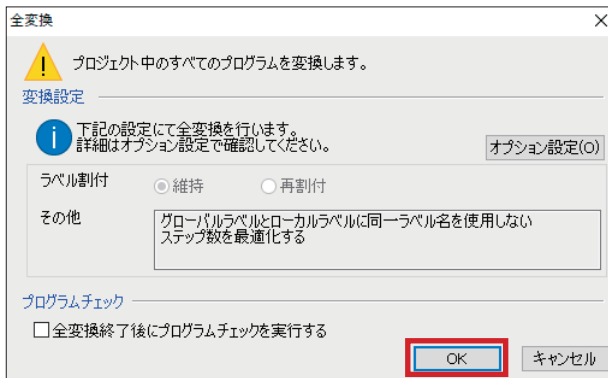 全変換
プロジェクト中のすべてのプログラムを変換します。
変換設定
下記の設定にて全変換を行います。
詳細はオプション設定で確認してください。
オプション設定(O)
ラベル割付
維持
再割付
その他
グローバルラベルとローカルラベルに同一ラベル名を使用しない
ステップ数を最適化する
プログラムチェック
全変換終了後にプログラムチェックを実行する
OK
キャンセル